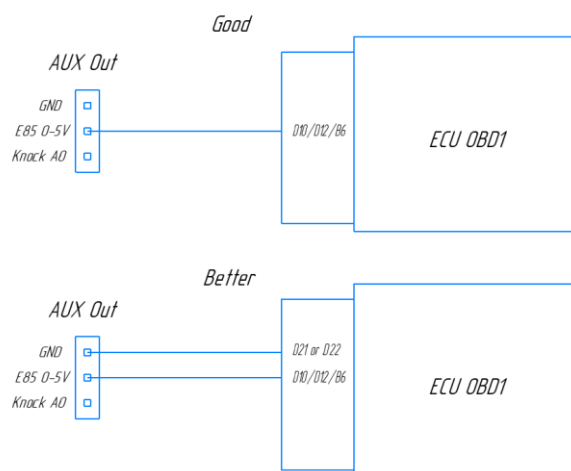 Good
AUX Out
GND
E85 0-5V
Knock AO
D10/D12/B6
ECU OBD1
Better
AUX Out
GND
E85 0-5V
Knock AO
D21 or D22
D10/D12/B6
ECU OBD1